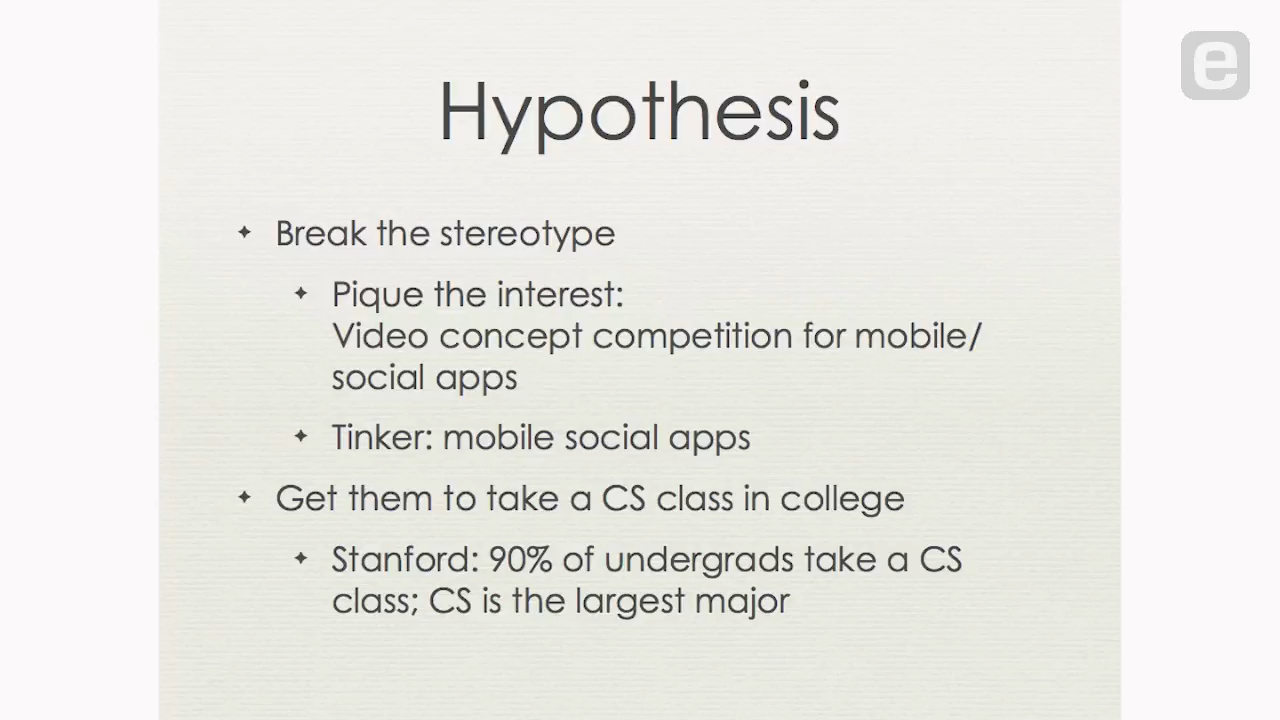 e
Hypothesis
Break the stereotype
Pique the interest:
Video concept competition for mobile/
social apps
Tinker: mobile social apps
Get them to take a CS class in college
Stanford: 90% of undergrads take a CS
class; CS is the largest major